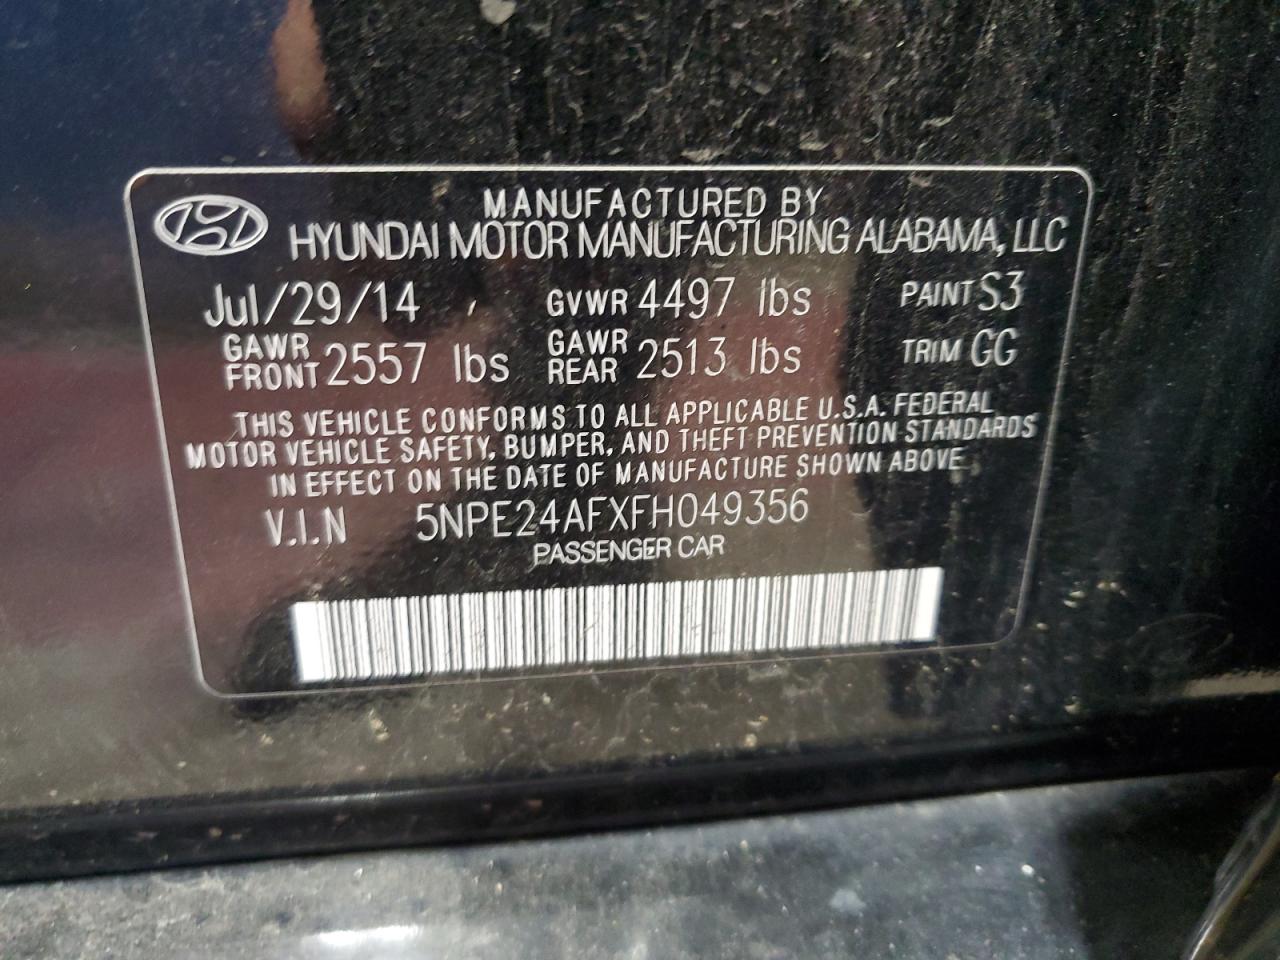 MANUFACTURED BY
HYUNDAI MOTOR MANUFACTURING ALABAMA, LLC
Jul/29/14 GVWR 4497 lbs PAINT S3
GAWR FRONT 2557 lbs GAWR REAR 2513 lbs TRIM GG
THIS VEHICLE CONFORMS TO ALL APPLICABLE U.S.A. FEDERAL
MOTOR VEHICLE SAFETY, BUMPER, AND THEFT PREVENTION STANDARDS
IN EFFECT ON THE DATE OF MANUFACTURE SHOWN ABOVE
V.I.N 5NPE24AFXFH049356
PASSENGER CAR